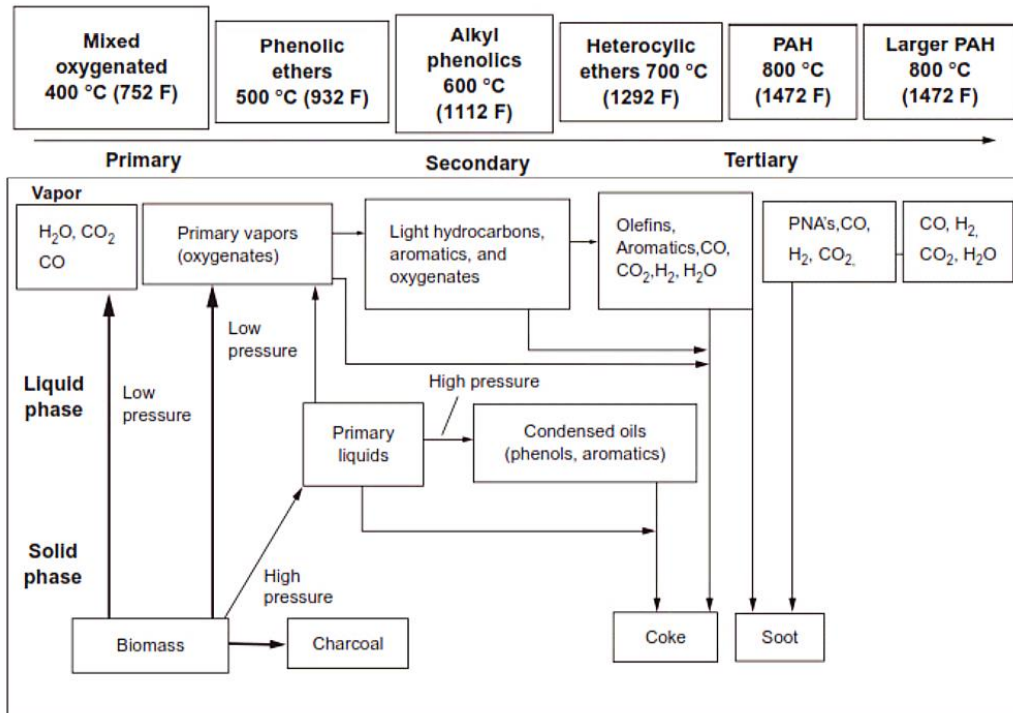 Mixed
oxygenated
400 °C (752 F)
Phenolic
ethers
500 °C (932 F)
Alkyl
phenolics
600 °C
(1112 F)
Heterocylic
ethers 700 °C
(1292 F)
PAH
800 °C
(1472 F)
Larger PAH
800 °C
(1472 F)
Primary
Secondary
Tertiary
Vapor
H₂O, CO₂
CO
Primary vapors
(oxygenates)
Light hydrocarbons,
aromatics, and
oxygenates
Olefins,
Aromatics,CO,
CO₂,H₂, H₂O
PNA's,CO,
H₂, CO₂,
CO, H₂,
CO₂, H₂O
Low
pressure
Low
pressure
High pressure
Liquid
phase
Primary
liquids
Condensed oils
(phenols, aromatics)
Solid
phase
High
pressure
Biomass
Charcoal
Coke
Soot